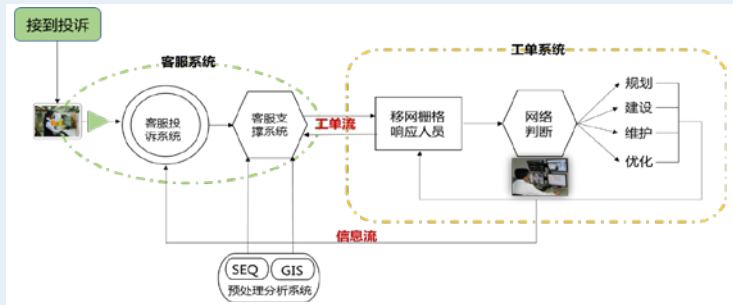 接到投诉
客服系统
工单系统
客服投
诉系统
客服支
撑系统
工单流
移网栅格
响应人员
网络
判断
规划
建设
维护
优化
信息流
SEQ
GIS
预处理分析系统